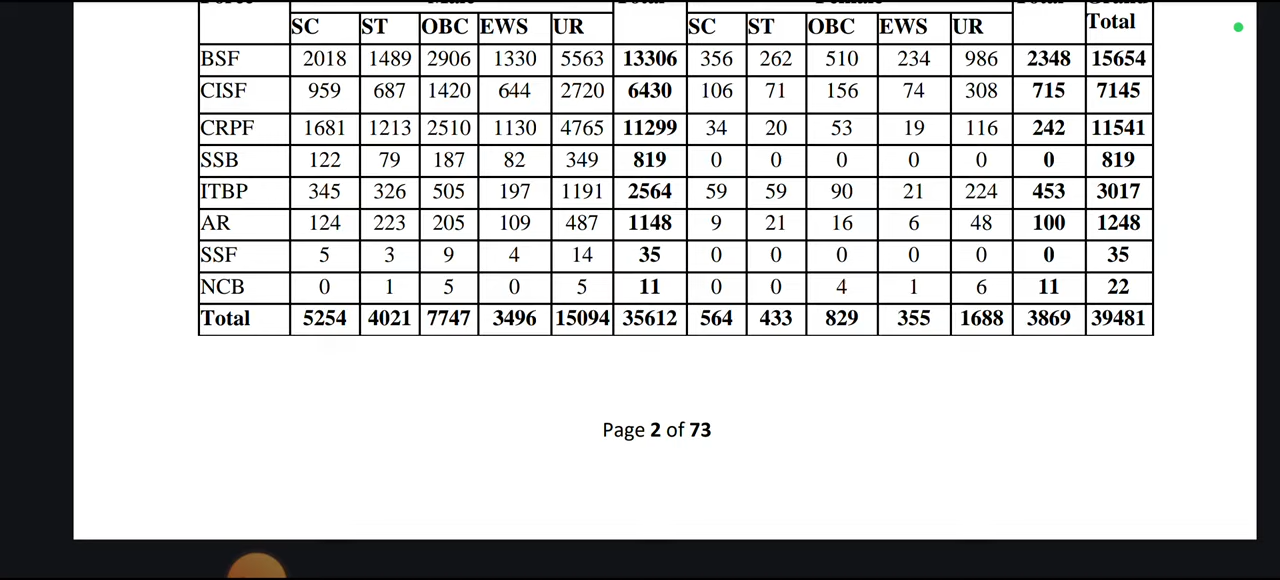 SC ST OBC EWS UR SC ST OBC EWS UR Total
BSF 2018 1489 2906 1330 5563 13306 356 262 510 234 986 2348 15654
CISF 959 687 1420 644 2720 6430 106 71 156 74 308 715 7145
CRPF 1681 1213 2510 1130 4765 11299 34 20 53 19 116 242 11541
SSB 122 79 187 82 349 819 0 0 0 0 0 0 819
ITBP 345 326 505 197 1191 2564 59 59 90 21 224 453 3017
AR 124 223 205 109 487 1148 9 21 16 6 48 100 1248
SSF 5 3 9 4 14 35 0 0 0 0 0 0 35
NCB 0 1 5 0 5 11 0 0 4 1 6 11 22
Total 5254 4021 7747 3496 15094 35612 564 433 829 355 1688 3869 39481
Page 2 of 73